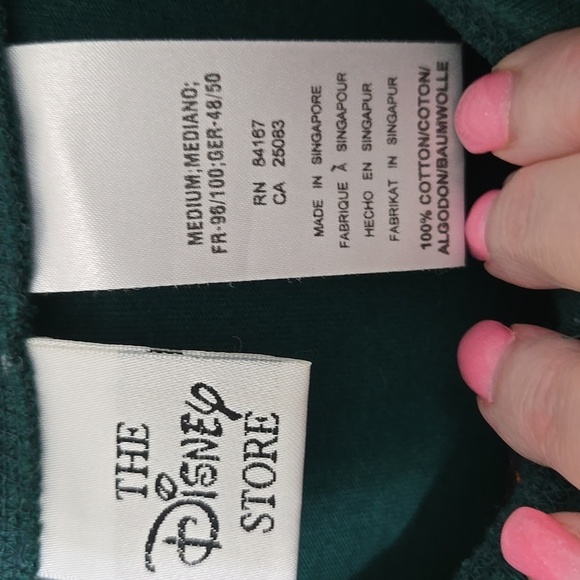 MEDIUM;MEDIANO;
FR-96/100;GER-48/50
RN 84167
CA 25083
MADE IN SINGAPORE
FABRIQUE À SINGAPOUR
HECHO EN SINGAPUR
FABRIKAT IN SINGAPUR
100% COTTON/COTON/
ALGODON/BAUMWOLLE
THE
DISNEY
STORE